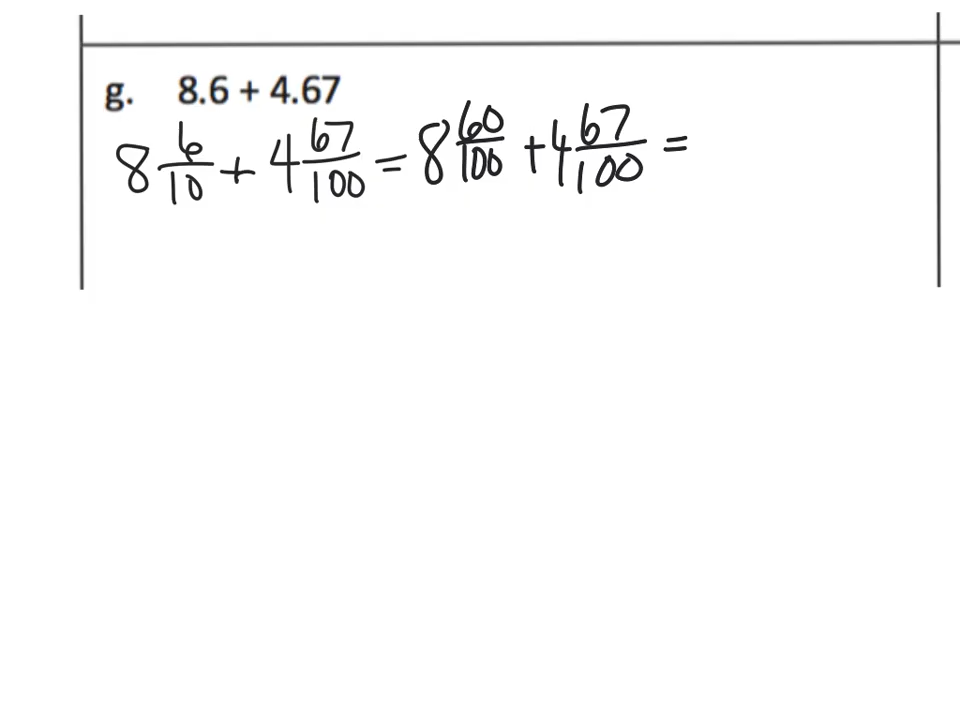 g. 8.6 + 4.67
8 6/10 + 4 67/100 = 8 60/100 + 4 67/100 =